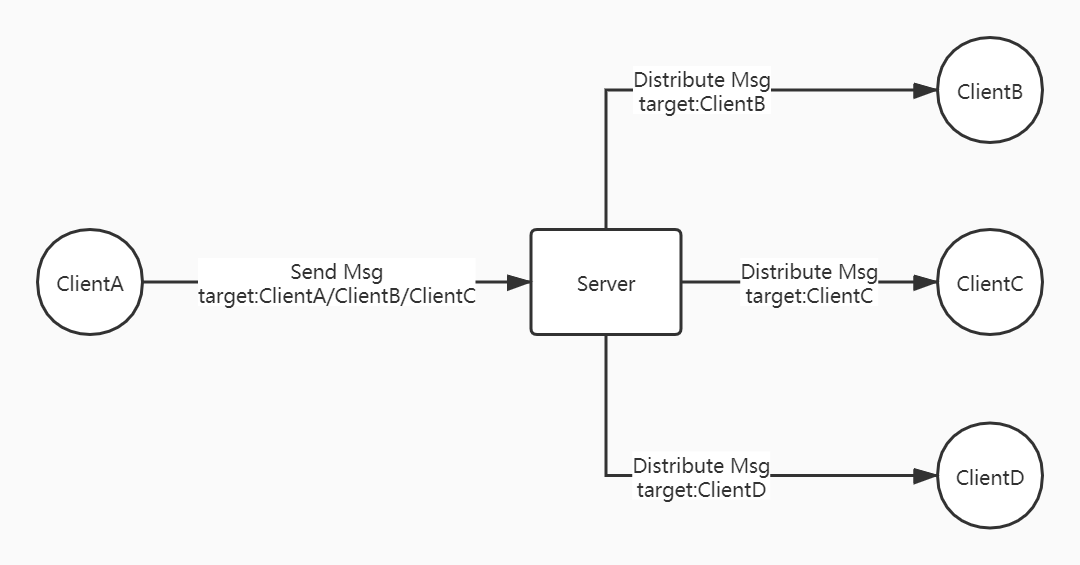 Distribute Msg
target:ClientB
ClientB
ClientA
Send Msg
target:ClientA/ClientB/ClientC
Server
Distribute Msg
target:ClientC
ClientC
Distribute Msg
target:ClientD
ClientD